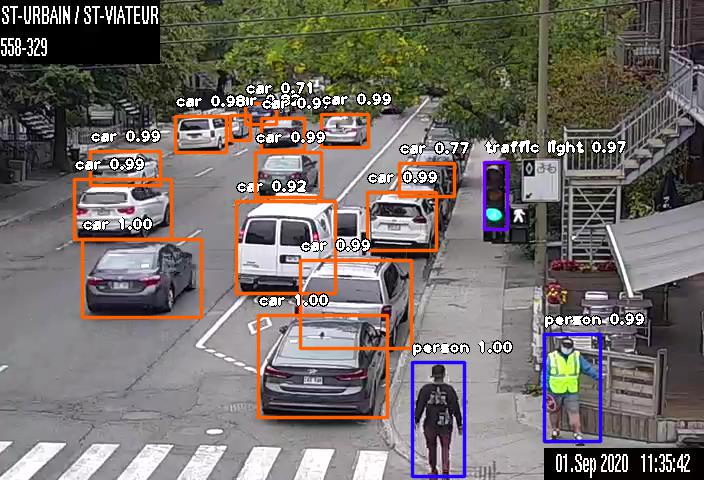 ST-URBAIN / ST-VIATEUR
558-329
car 0.71
car 0.98
car 0.99
car 0.99
car 0.99
car 0.77
traffic light 0.97
car 0.99
car 0.99
car 0.92
car 1.00
car 0.99
car 1.00
person 0.99
person 1.00
01.Sep 2020 11:35:42